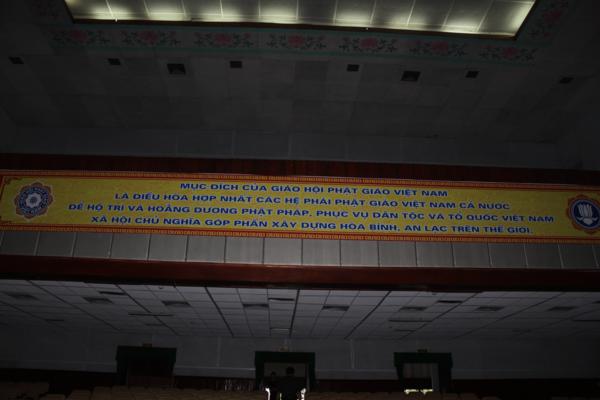 MỤC ĐÍCH CỦA GIÁO HỘI PHẬT GIÁO VIỆT NAM
LÀ ĐIỀU HÒA HỢP NHẤT CÁC HỆ PHÁI PHẬT GIÁO VIỆT NAM CẢ NƯỚC
ĐỂ HỘ TRÌ VÀ HOẰNG DƯƠNG PHẬT PHÁP, PHỤC VỤ DÂN TỘC VÀ TỔ QUỐC VIỆT NAM
XÃ HỘI CHỦ NGHĨA GÓP PHẦN XÂY DỰNG HÒA BÌNH, AN LẠC TRÊN THẾ GIỚI.